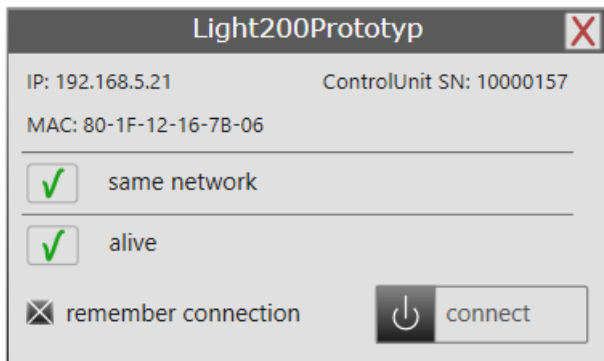 Light200Prototyp
IP: 192.168.5.21 ControlUnit SN: 10000157
MAC: 80-1F-12-16-7B-06
same network
alive
remember connection connect